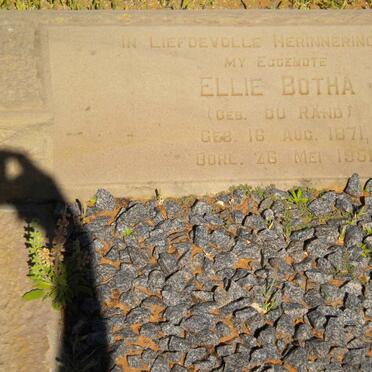 IN LIEFDEVOLLE HERINNERING
MY EGGENOTE
ELLIE BOTHA
(GEB. DU RAND)
GEB. 16 AUG. 1871,
OORL. 26 MEI